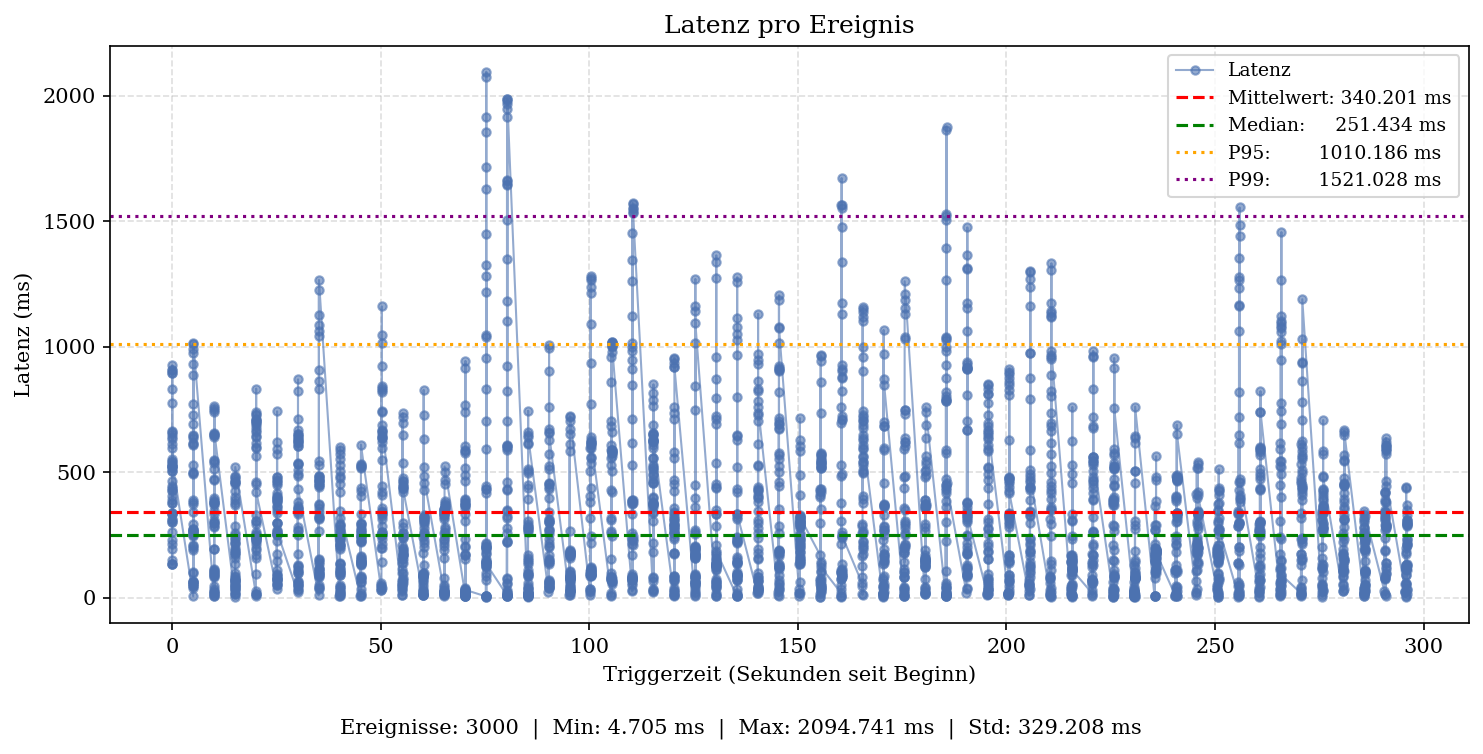 Latenz pro Ereignis
Latenz
Mittelwert: 340.201 ms
Median: 251.434 ms
P95: 1010.186 ms
P99: 1521.028 ms
Latenz (ms)
2000
1500
1000
500
0
0 50 100 150 200 250 300
Triggerzeit (Sekunden seit Beginn)
Ereignisse: 3000 | Min: 4.705 ms | Max: 2094.741 ms | Std: 329.208 ms